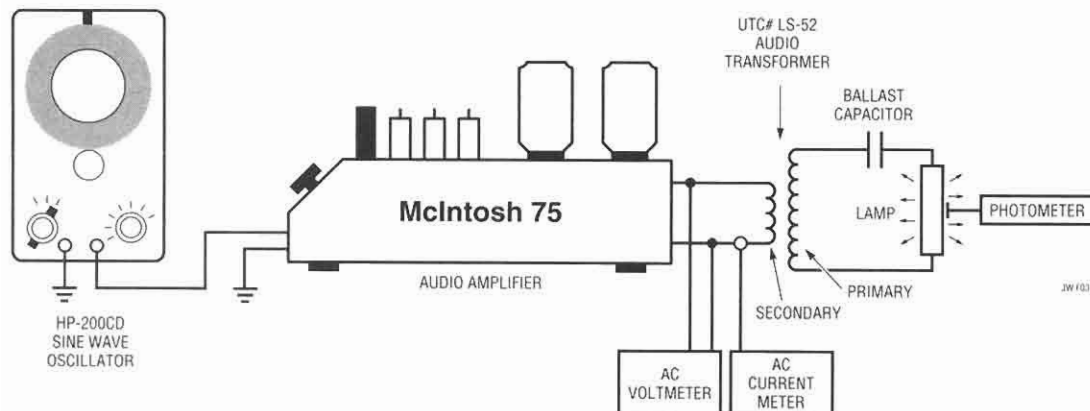 HP-200CD
SINE WAVE
OSCILLATOR
McIntosh 75
AUDIO AMPLIFIER
UTC# LS-52
AUDIO
TRANSFORMER
BALLAST
CAPACITOR
LAMP
PHOTOMETER
SECONDARY
PRIMARY
AC
VOLTMETER
AC
CURRENT
METER